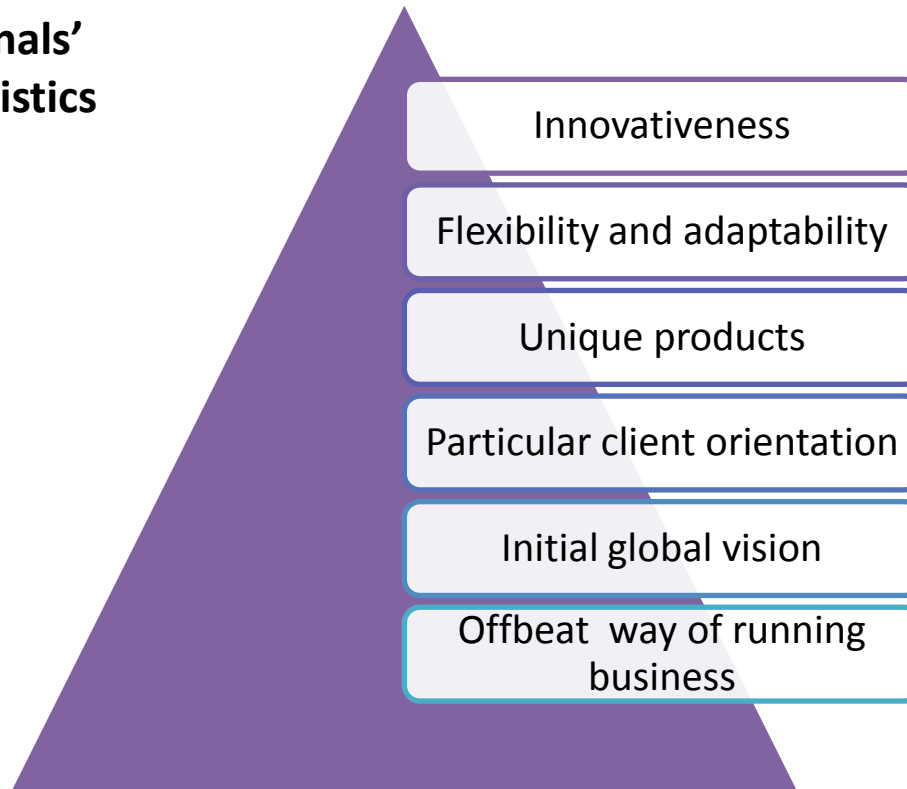 nals’
istics
Innovativeness
Flexibility and adaptability
Unique products
Particular client orientation
Initial global vision
Offbeat  way of running
business